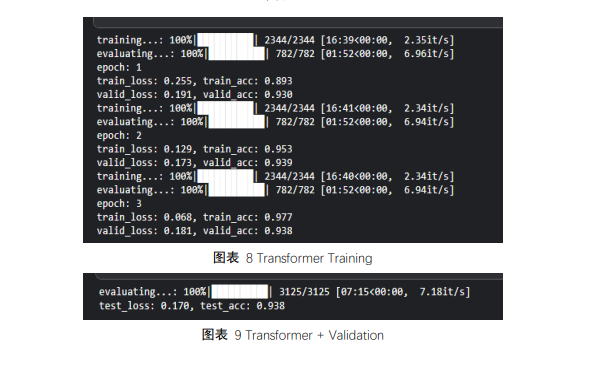 training...: 100%|██████████| 2344/2344 [16:39<00:00,  2.35it/s]
evaluating...: 100%|██████████| 782/782 [01:52<00:00,  6.96it/s]
epoch: 1
train_loss: 0.255, train_acc: 0.893
valid_loss: 0.191, valid_acc: 0.930
training...: 100%|██████████| 2344/2344 [16:41<00:00,  2.34it/s]
evaluating...: 100%|██████████| 782/782 [01:52<00:00,  6.94it/s]
epoch: 2
train_loss: 0.129, train_acc: 0.953
valid_loss: 0.173, valid_acc: 0.939
training...: 100%|██████████| 2344/2344 [16:40<00:00,  2.34it/s]
evaluating...: 100%|██████████| 782/782 [01:52<00:00,  6.94it/s]
epoch: 3
train_loss: 0.068, train_acc: 0.977
valid_loss: 0.181, valid_acc: 0.938
图表 8 Transformer Training
evaluating...: 100%|██████████| 3125/3125 [07:15<00:00,  7.18it/s]
test_loss: 0.170, test_acc: 0.938
图表 9 Transformer + Validation